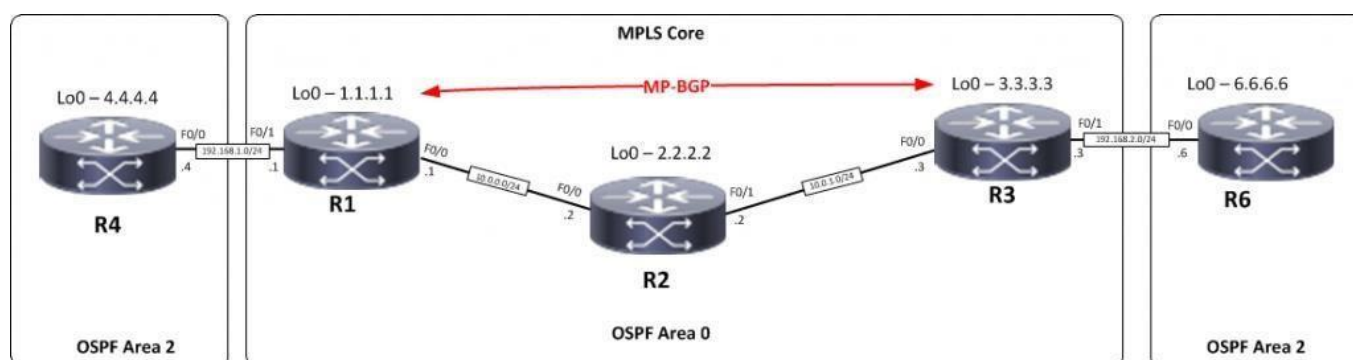 MPLS Core
MP-BGP
Lo0 – 4.4.4.4
F0/0
.4
192.168.1.0/24
F0/1
.1
R4
Lo0 – 1.1.1.1
F0/0
.1
R1
10.0.0.0/24
Lo0 – 2.2.2.2
F0/0
.2
F0/1
.2
R2
10.0.1.0/24
Lo0 – 3.3.3.3
F0/0
.3
F0/1
.3
R3
192.168.2.0/24
Lo0 – 6.6.6.6
F0/0
.6
R6
OSPF Area 2
OSPF Area 0
OSPF Area 2